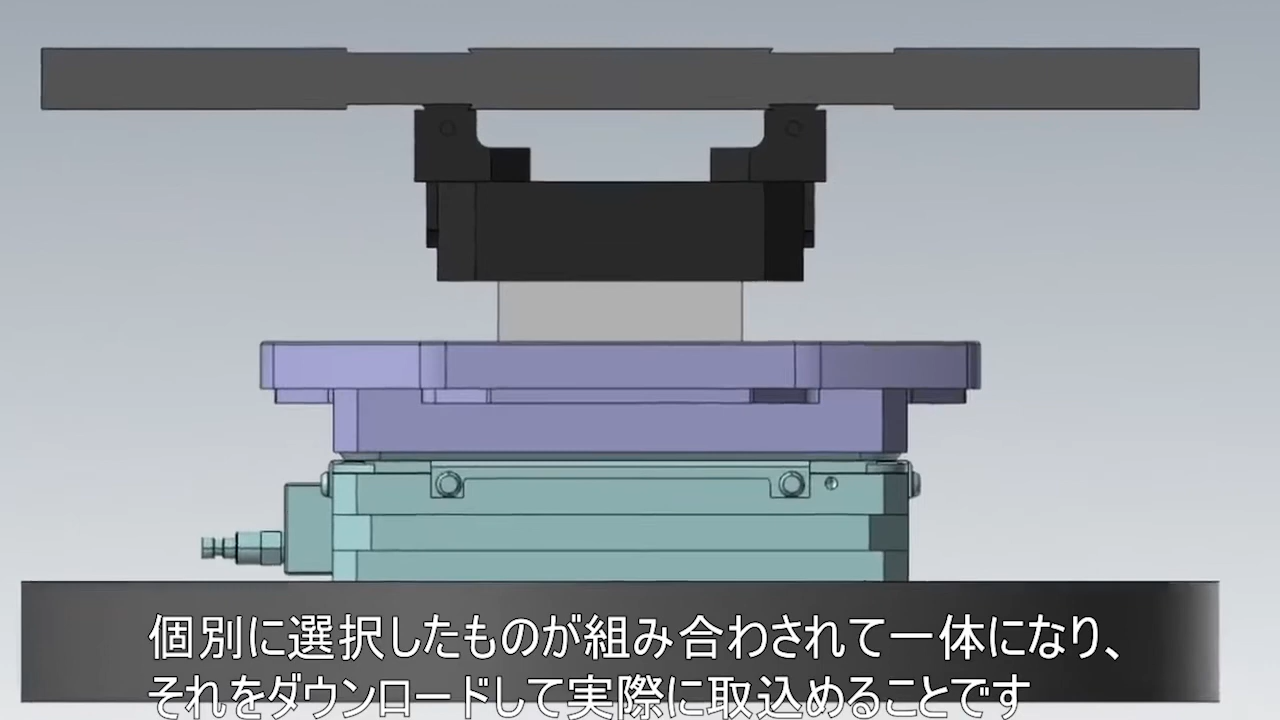 個別に選択したものが組み合わされて一体になり、
それをダウンロードして実際に取込めることです